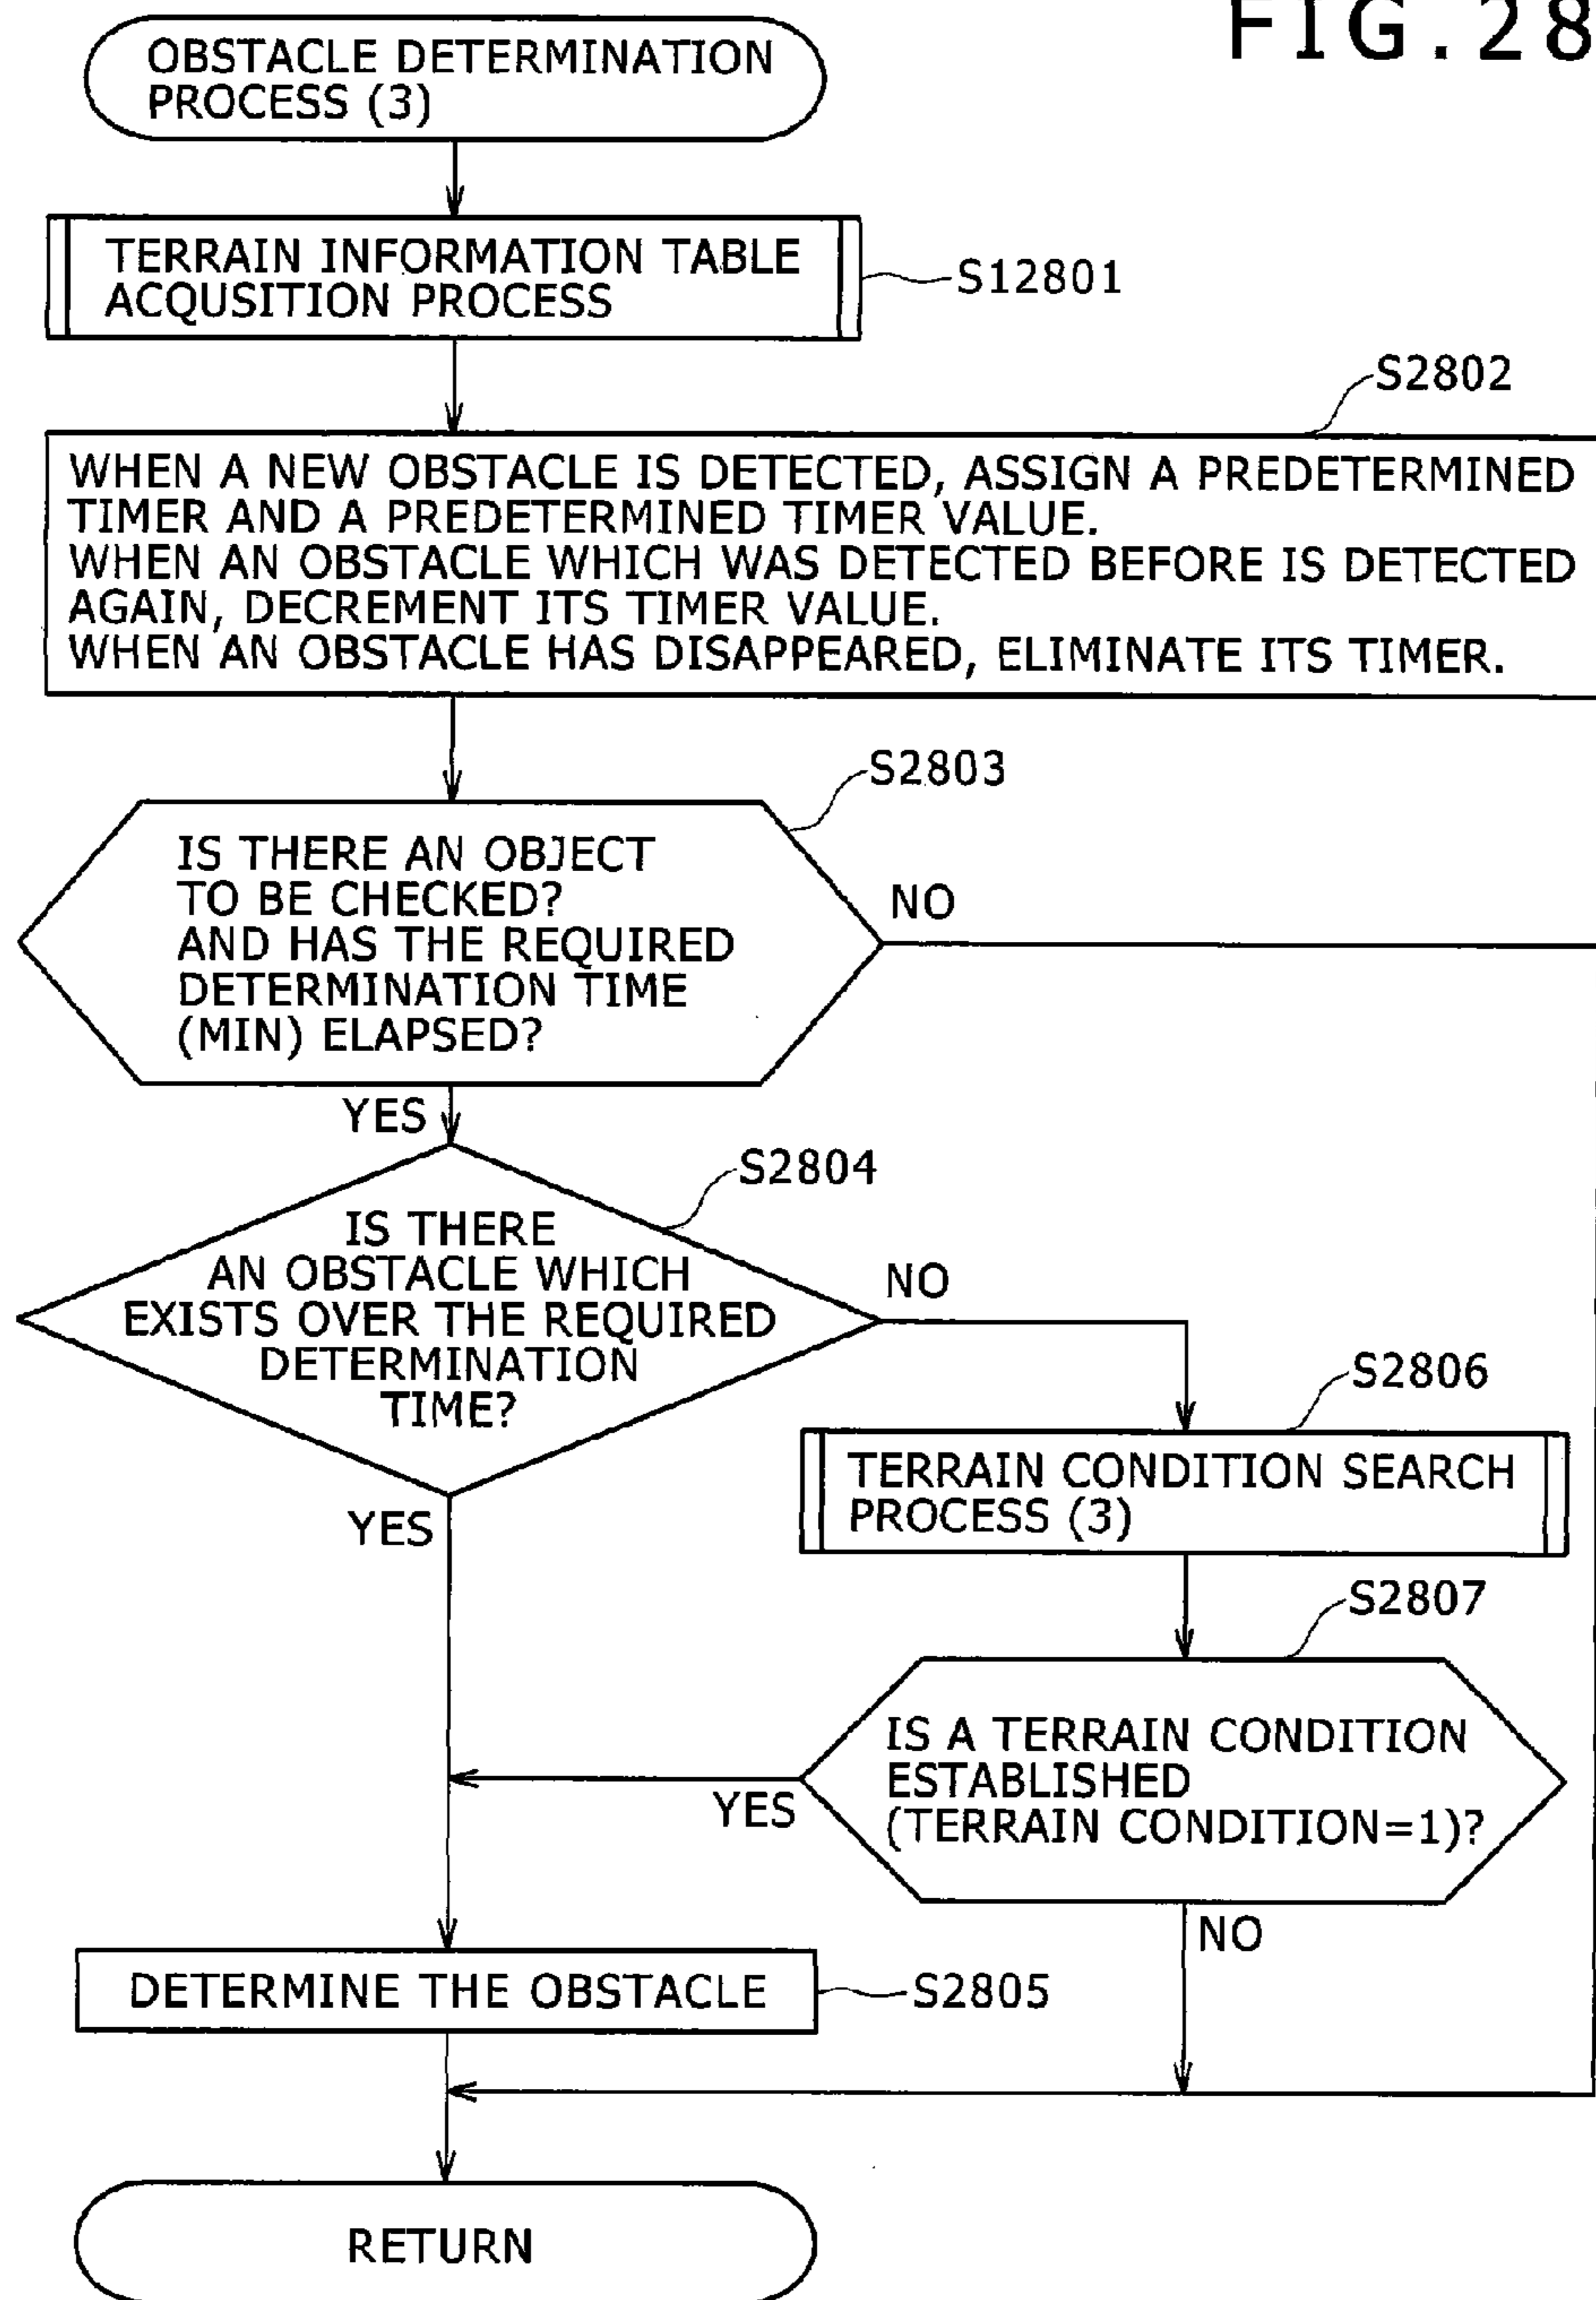 FIG.28
OBSTACLE DETERMINATION
PROCESS (3)
TERRAIN INFORMATION TABLE
ACQUSITION PROCESS
S12801
S2802
WHEN A NEW OBSTACLE IS DETECTED, ASSIGN A PREDETERMINED
TIMER AND A PREDETERMINED TIMER VALUE.
WHEN AN OBSTACLE WHICH WAS DETECTED BEFORE IS DETECTED
AGAIN, DECREMENT ITS TIMER VALUE.
WHEN AN OBSTACLE HAS DISAPPEARED, ELIMINATE ITS TIMER.
S2803
IS THERE AN OBJECT
TO BE CHECKED?
AND HAS THE REQUIRED
DETERMINATION TIME
(MIN) ELAPSED?
NO
YES
S2804
IS THERE
AN OBSTACLE WHICH
EXISTS OVER THE REQUIRED
DETERMINATION
TIME?
NO
YES
S2806
TERRAIN CONDITION SEARCH
PROCESS (3)
S2807
IS A TERRAIN CONDITION
ESTABLISHED
(TERRAIN CONDITION=1)?
YES
NO
DETERMINE THE OBSTACLE
S2805
RETURN